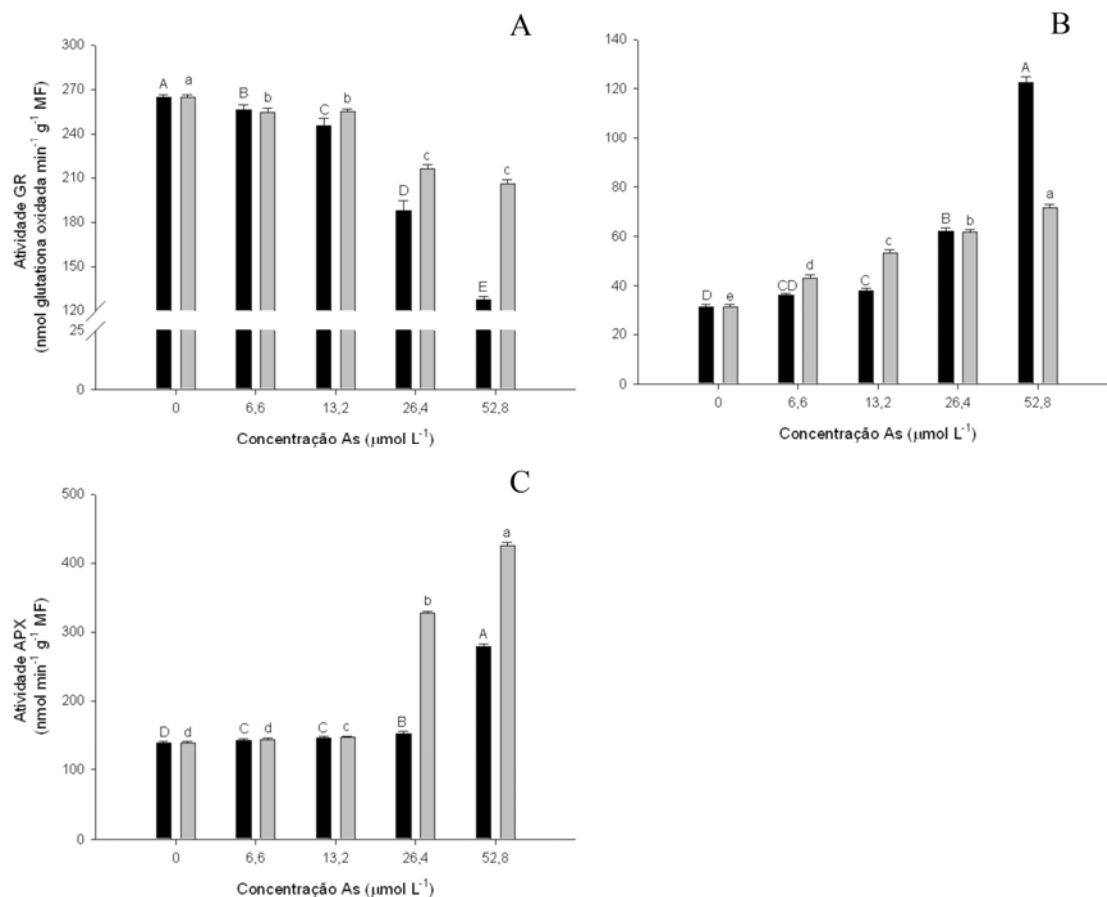 A
Atividade GR
(nmol glutationa oxidada min⁻¹ g⁻¹ MF)
300
270
240
210
180
150
120
25
0
A a
B b
C b
D c
E c
0 6,6 13,2 26,4 52,8
Concentração As (μmol L⁻¹)
B
140
120
100
80
60
40
20
0
D e
CD d
C c
B b
A a
0 6,6 13,2 26,4 52,8
Concentração As (μmol L⁻¹)
C
Atividade APX
(nmol min⁻¹ g⁻¹ MF)
500
400
300
200
100
0
D d
C d
C c
B b
A a
0 6,6 13,2 26,4 52,8
Concentração As (μmol L⁻¹)